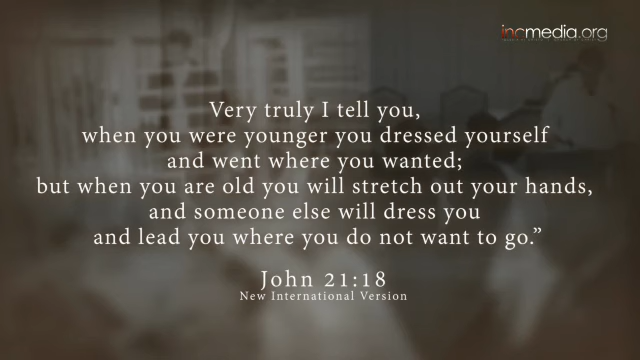 incmedia.org
Very truly I tell you,
when you were younger you dressed yourself
and went where you wanted;
but when you are old you will stretch out your hands,
and someone else will dress you
and lead you where you do not want to go.”
John 21:18
New International Version